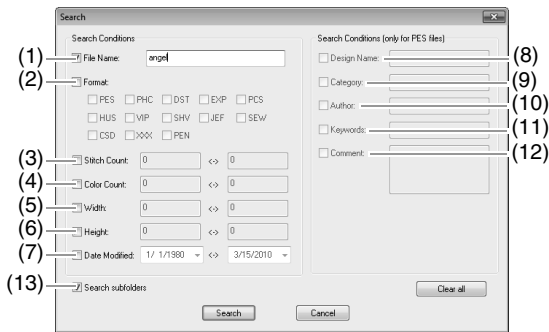 Search
Search Conditions
(1) File Name: angel
(2) Format:
PES PHC DST EXP PCS
HUS VIP SHV JEF SEW
CSD XXX PEN
(3) Stitch Count: 0 <-> 0
(4) Color Count: 0 <-> 0
(5) Width: 0 <-> 0
(6) Height: 0 <-> 0
(7) Date Modified: 1/ 1/1980 <-> 3/15/2010
(13) Search subfolders
Search Conditions (only for PES files)
Design Name: (8)
Category: (9)
Author: (10)
Keywords: (11)
Comment: (12)
Clear all
Search Cancel